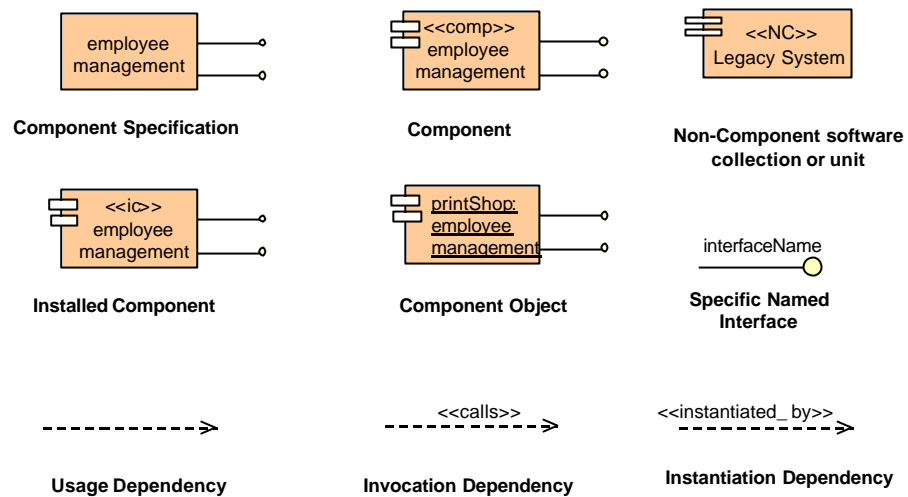 employee
management
Component Specification
<<comp>>
employee
management
Component
<<NC>>
Legacy System
Non-Component software
collection or unit
<<ic>>
employee
management
Installed Component
printShop:
employee
management
Component Object
interfaceName
Specific Named
Interface
Usage Dependency
<<calls>>
Invocation Dependency
<<instantiated_ by>>
Instantiation Dependency